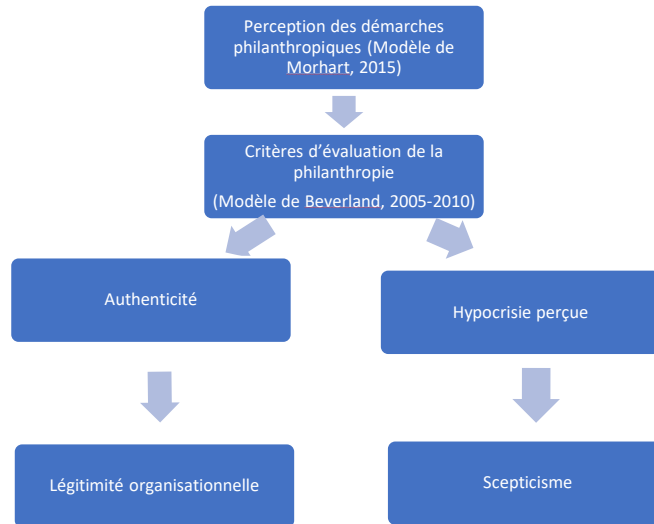 Perception des démarches
philanthropiques (Modèle de
Morhart, 2015)
Critères d'évaluation de la
philanthropie
(Modèle de Beverland, 2005-2010)
Authenticité
Hypocrisie perçue
Légitimité organisationnelle
Scepticisme